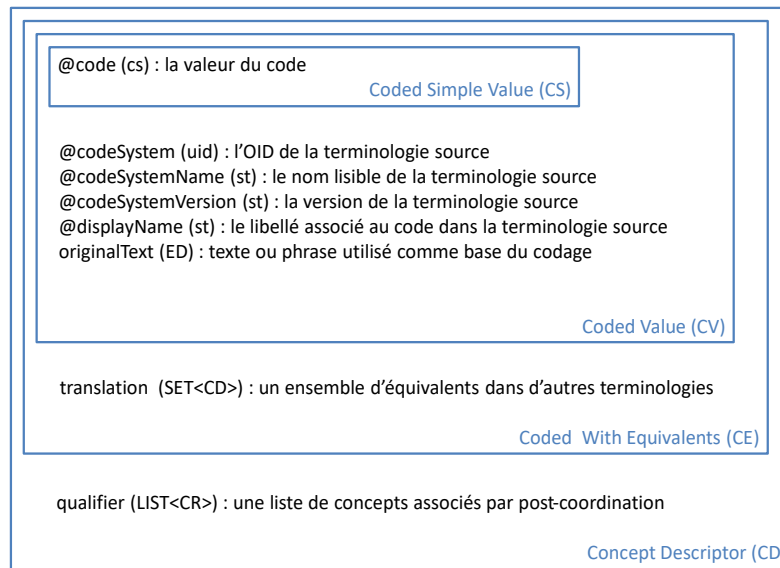 @code (cs) : la valeur du code
Coded Simple Value (CS)
@codeSystem (uid) : l’OID de la terminologie source
@codeSystemName (st) : le nom lisible de la terminologie source
@codeSystemVersion (st) : la version de la terminologie source
@displayName (st) : le libellé associé au code dans la terminologie source
originalText (ED) : texte ou phrase utilisé comme base du codage
Coded Value (CV)
translation (SET<CD>) : un ensemble d’équivalents dans d’autres terminologies
Coded With Equivalents (CE)
qualifier (LIST<CR>) : une liste de concepts associés par post-coordination
Concept Descriptor (CD